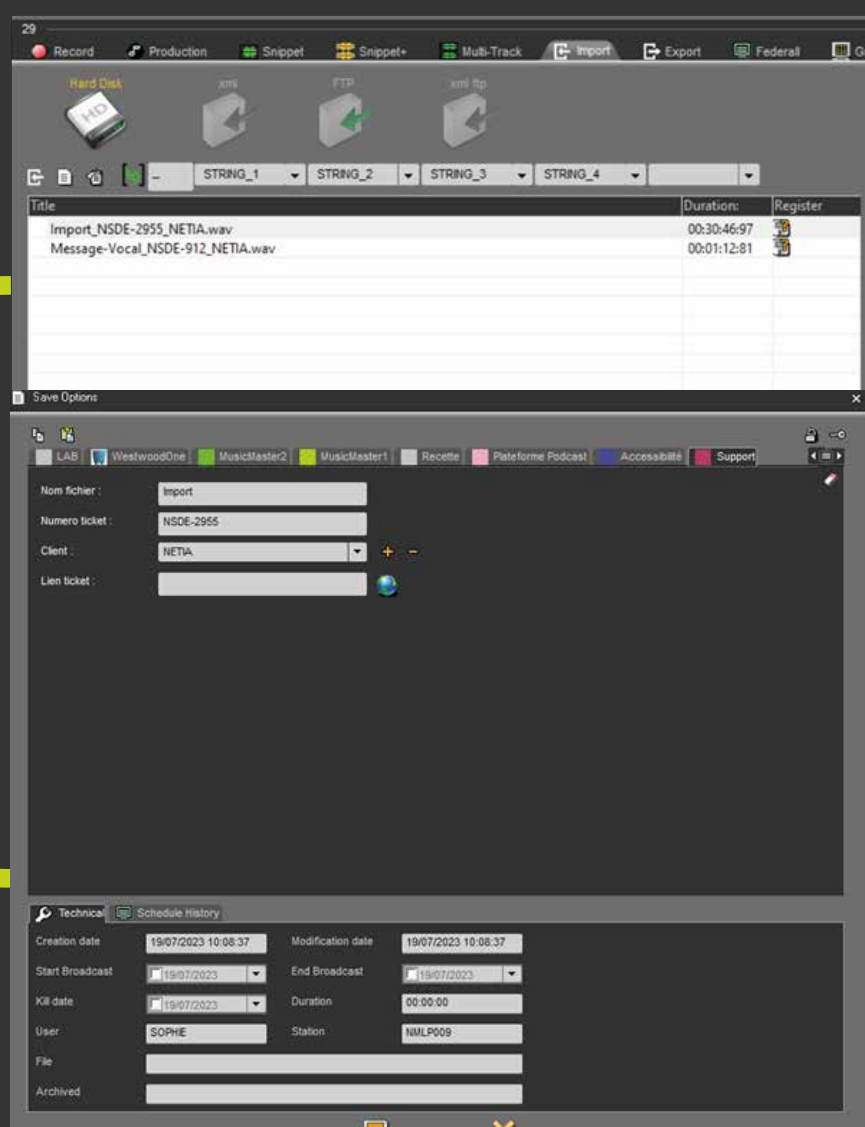 29
Record Production Snippet Snippet+ Multi-Track Import Export Federall G
Hard Disk xml FTP xml ftp
HD
- STRING_1 STRING_2 STRING_3 STRING_4
Title Duration: Register
Import_NSDE-2955_NETIA.wav 00:30:46:97
Message-Vocal_NSDE-912_NETIA.wav 00:01:12:81
Save Options
LAB WestwoodOne MusicMaster2 MusicMaster1 Recette Plateforme Podcast Accessibilité Support
Nom fichier : Import
Numero ticket : NSDE-2955
Client : NETIA
Lien ticket :
Technical Schedule History
Creation date 19/07/2023 10:08:37 Modification date 19/07/2023 10:08:37
Start Broadcast 19/07/2023 End Broadcast 19/07/2023
Kill date 19/07/2023 Duration 00:00:00
User SOPHIE Station NMLP009
File
Archived